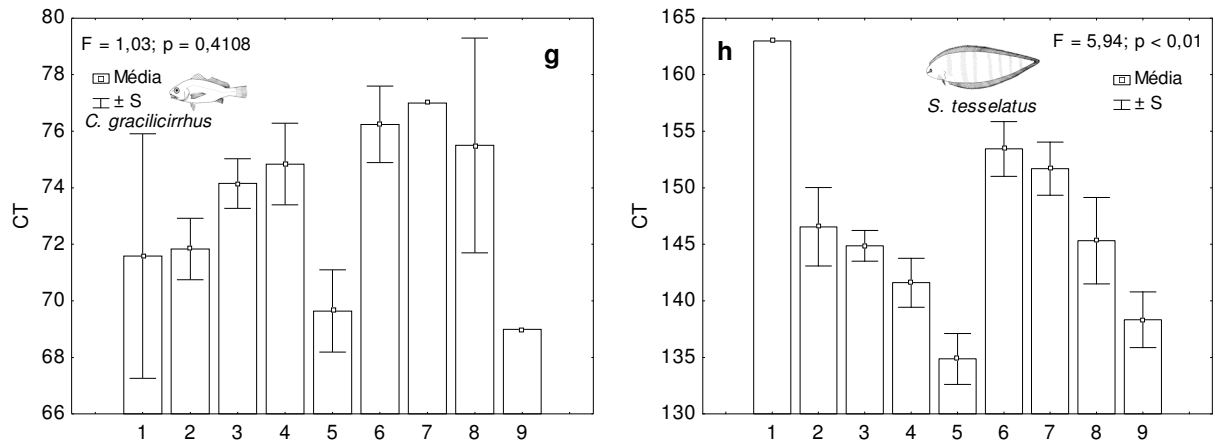 F = 1,03; p = 0,4108
g
Média
± S
C. gracilicirrhus
CT
80
78
76
74
72
70
68
66
1 2 3 4 5 6 7 8 9
h
F = 5,94; p < 0,01
Média
± S
S. tesselatus
CT
165
160
155
150
145
140
135
130
1 2 3 4 5 6 7 8 9